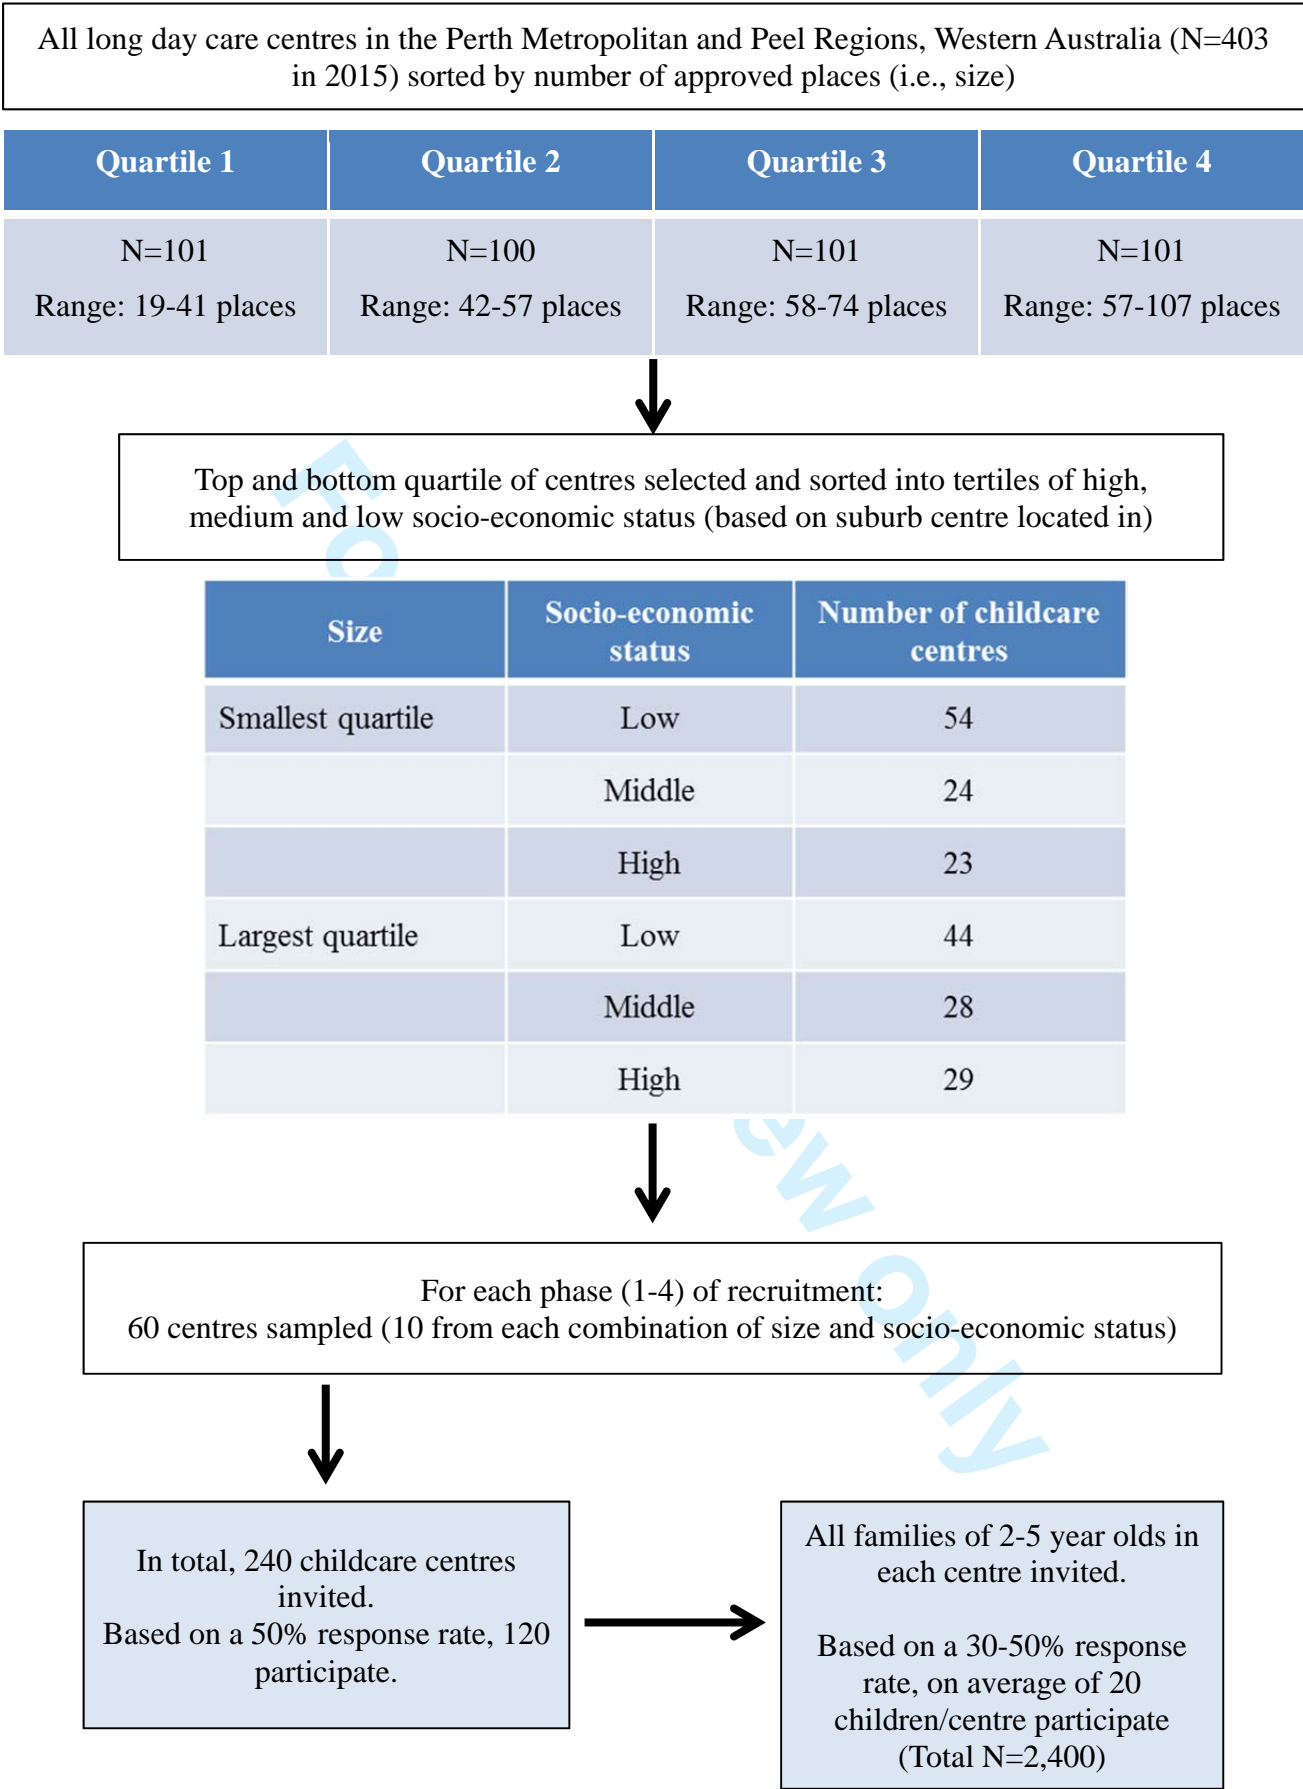 All long day care centres in the Perth Metropolitan and Peel Regions, Western Australia (N=403
in 2015) sorted by number of approved places (i.e., size)
Quartile 1 Quartile 2 Quartile 3 Quartile 4
N=101 N=100 N=101 N=101
Range: 19-41 places Range: 42-57 places Range: 58-74 places Range: 57-107 places
Top and bottom quartile of centres selected and sorted into tertiles of high,
medium and low socio-economic status (based on suburb centre located in)
Size Socio-economic status Number of childcare centres
Smallest quartile Low 54
Middle 24
High 23
Largest quartile Low 44
Middle 28
High 29
For each phase (1-4) of recruitment:
60 centres sampled (10 from each combination of size and socio-economic status)
In total, 240 childcare centres
invited.
Based on a 50% response rate, 120
participate.
All families of 2-5 year olds in
each centre invited.
Based on a 30-50% response
rate, on average of 20
children/centre participate
(Total N=2,400)
only